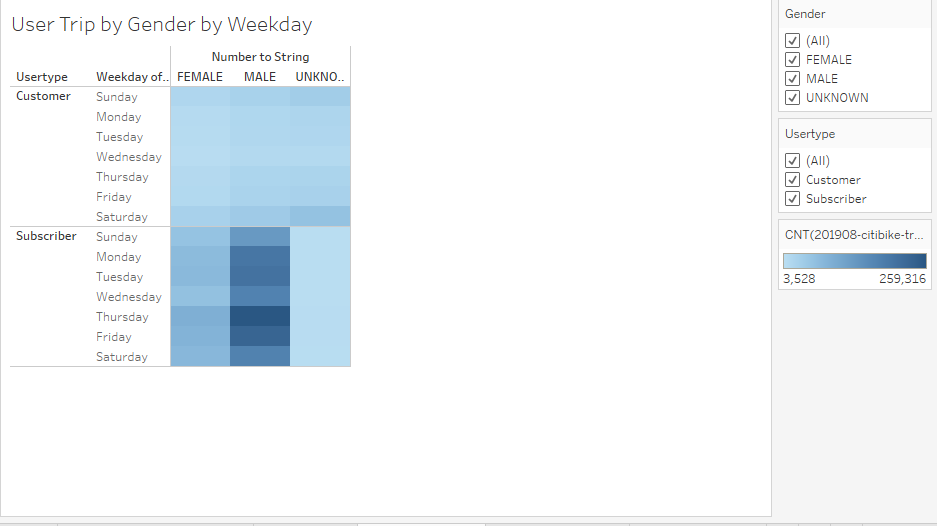 User Trip by Gender by Weekday
Number to String
Usertype Weekday of.. FEMALE MALE UNKNO..
Customer Sunday
Monday
Tuesday
Wednesday
Thursday
Friday
Saturday
Subscriber Sunday
Monday
Tuesday
Wednesday
Thursday
Friday
Saturday
Gender
(All)
FEMALE
MALE
UNKNOWN
Usertype
(All)
Customer
Subscriber
CNT(201908-citibike-tr...
3,528 259,316